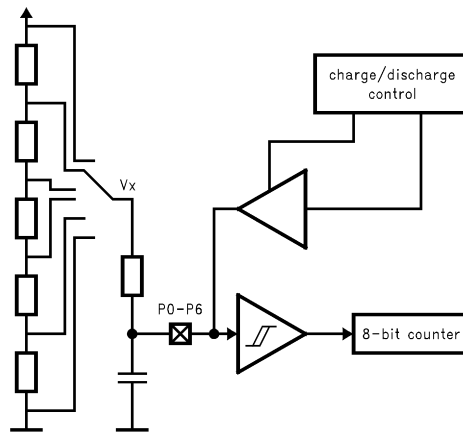 charge/discharge
control
Vx
P0-P6
8-bit counter